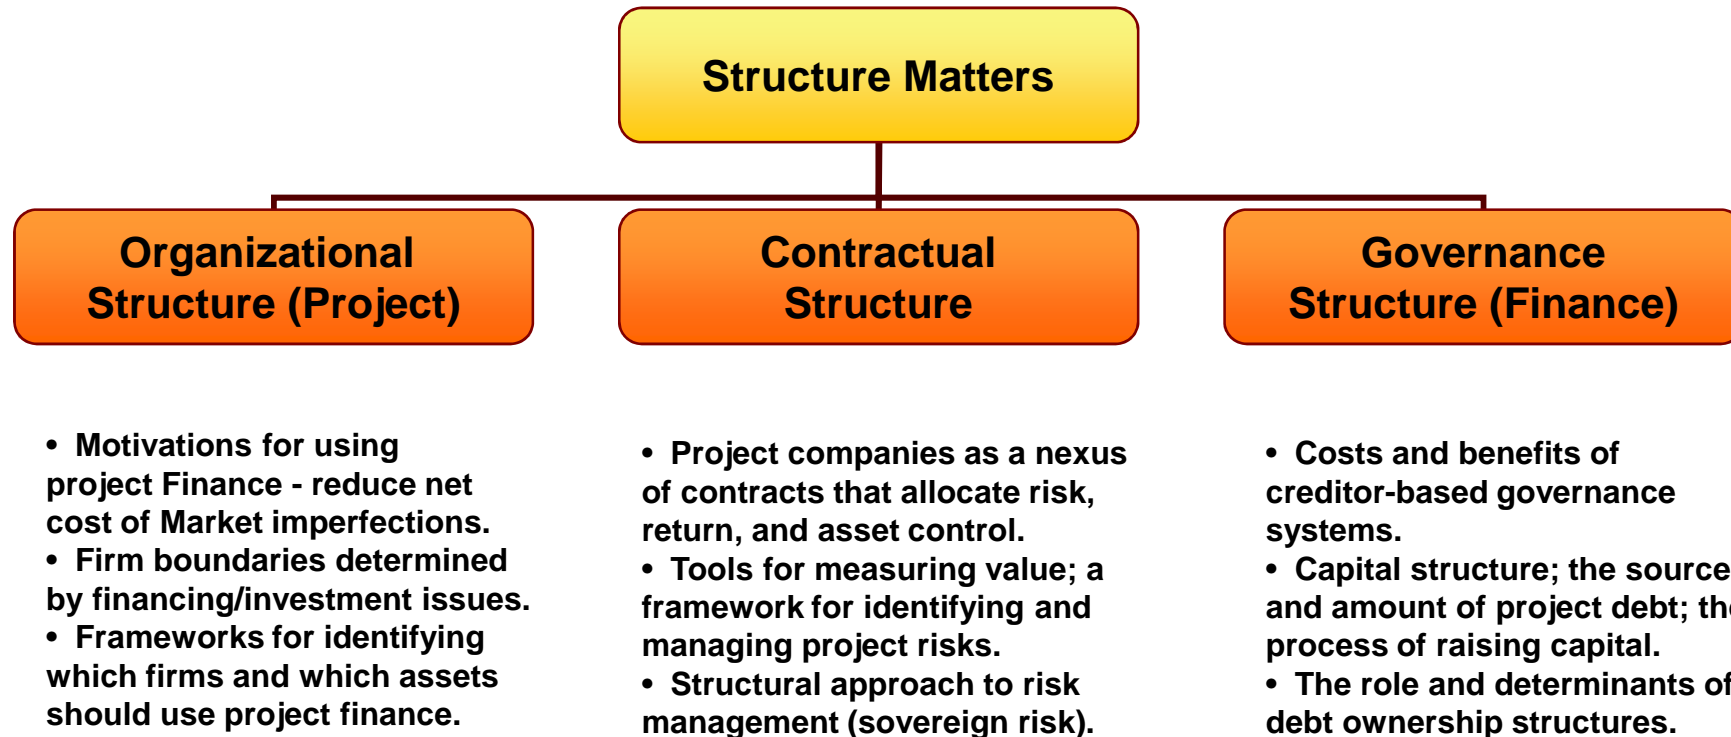 Structure Matters
Organizational
Structure (Project)
Contractual
Structure
Governance
Structure (Finance)
• Motivations for using
project Finance - reduce net
cost of Market imperfections.
• Firm boundaries determined
by financing/investment issues.
• Frameworks for identifying
which firms and which assets
should use project finance.
• Project companies as a nexus
of contracts that allocate risk,
return, and asset control.
• Tools for measuring value; a
framework for identifying and
managing project risks.
• Structural approach to risk
management (sovereign risk).
• Costs and benefits of
creditor-based governance
systems.
• Capital structure; the source
and amount of project debt; the
process of raising capital.
• The role and determinants of
debt ownership structures.